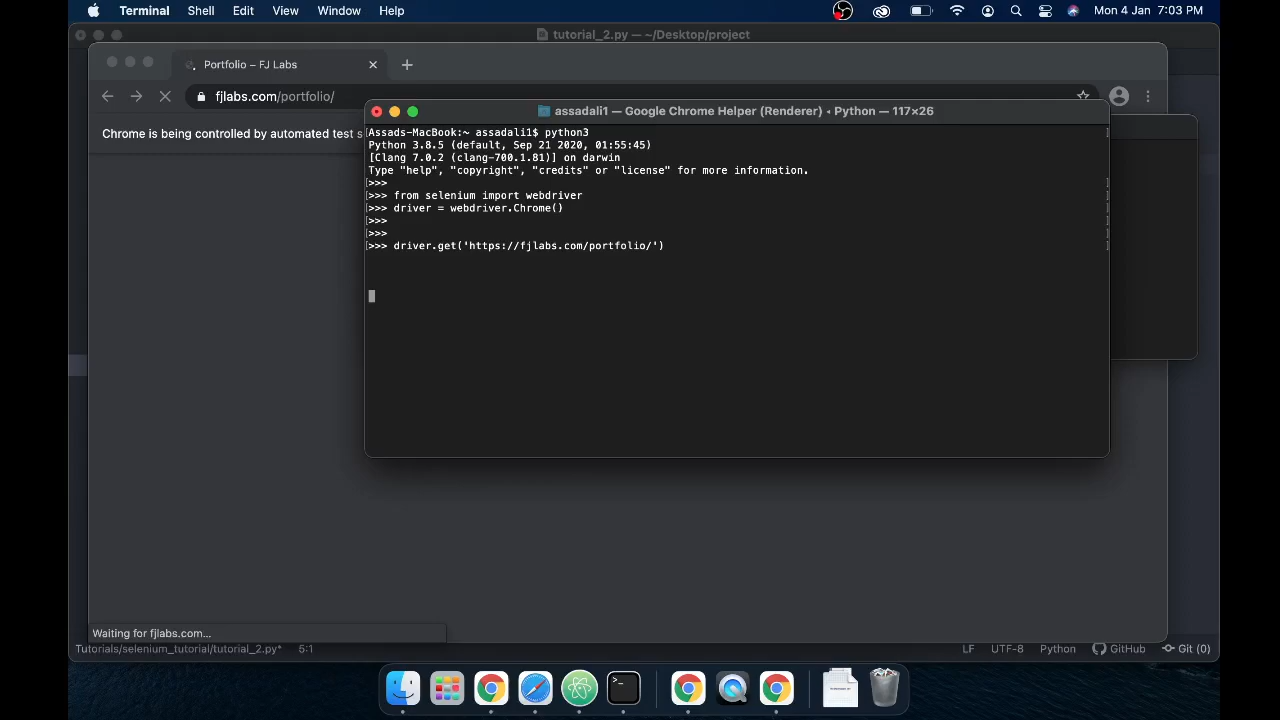 Terminal Shell Edit View Window Help Mon 4 Jan 7:03 PM
tutorial_2.py — ~/Desktop/project
Portfolio – FJ Labs
fjlabs.com/portfolio/
Chrome is being controlled by automated test s
assadali1 — Google Chrome Helper (Renderer) ◂ Python — 117×26
[Assads-MacBook:~ assadali1$ python3 ]
Python 3.8.5 (default, Sep 21 2020, 01:55:45)
[Clang 7.0.2 (clang-700.1.81)] on darwin
Type "help", "copyright", "credits" or "license" for more information.
[>>> ]
[>>> from selenium import webdriver ]
[>>> driver = webdriver.Chrome() ]
[>>> ]
[>>> ]
[>>> driver.get('https://fjlabs.com/portfolio/') ]
Waiting for fjlabs.com...
Tutorials/selenium_tutorial/tutorial_2.py* 5:1 LF UTF-8 Python GitHub Git (0)